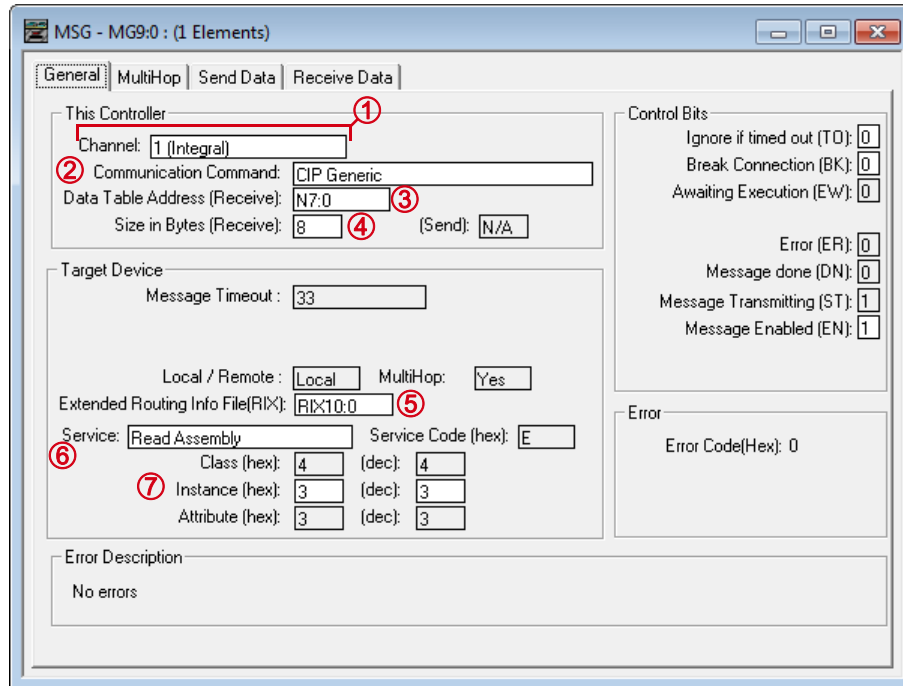 MSG - MG9:0 : (1 Elements)
General MultiHop Send Data Receive Data
This Controller
①
Channel: 1 (Integral)
② Communication Command: CIP Generic
Data Table Address (Receive): N7:0 ③
Size in Bytes (Receive): 8 ④ (Send): N/A
Target Device
Message Timeout : 33
Local / Remote : Local MultiHop: Yes
Extended Routing Info File(RIX): RIX10:0 ⑤
Service: Read Assembly Service Code (hex): E
⑥
Class (hex): 4 (dec): 4
⑦ Instance (hex): 3 (dec): 3
Attribute (hex): 3 (dec): 3
Control Bits
Ignore if timed out (TO): 0
Break Connection (BK): 0
Awaiting Execution (EW): 0
Error (ER): 0
Message done (DN): 0
Message Transmitting (ST): 1
Message Enabled (EN): 1
Error
Error Code(Hex): 0
Error Description
No errors